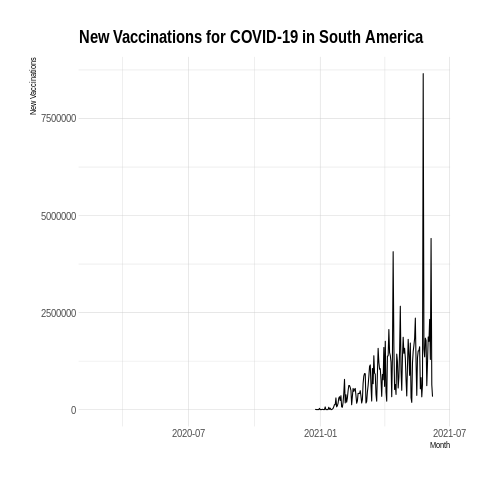 New Vaccinations for COVID-19 in South America
New Vaccinations
7500000
5000000
2500000
0
2020-07
2021-01
2021-07
Month